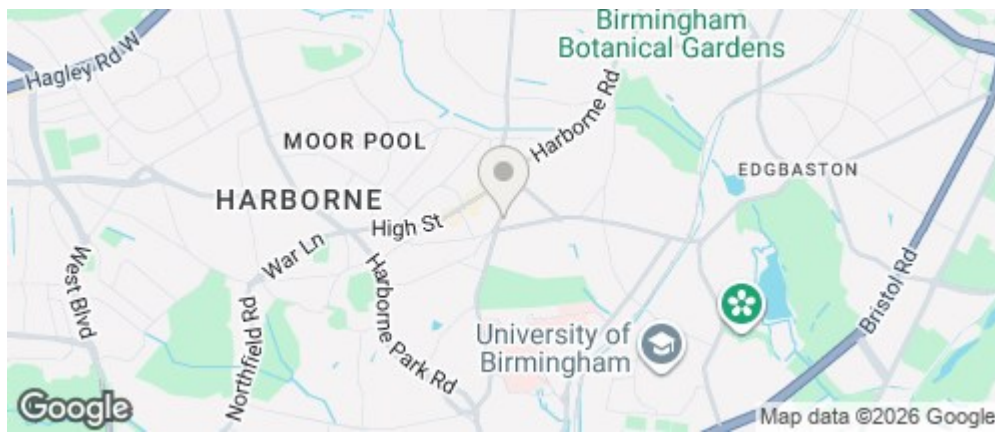 Birmingham
Botanical Gardens
Hagley Rd W
Harborne Rd
MOOR POOL
EDGBASTON
HARBORNE
High St
War Ln
West Blvd
Harborne Park Rd
Northfield Rd
Bristol Rd
University of
Birmingham
Google
Map data ©2026 Google